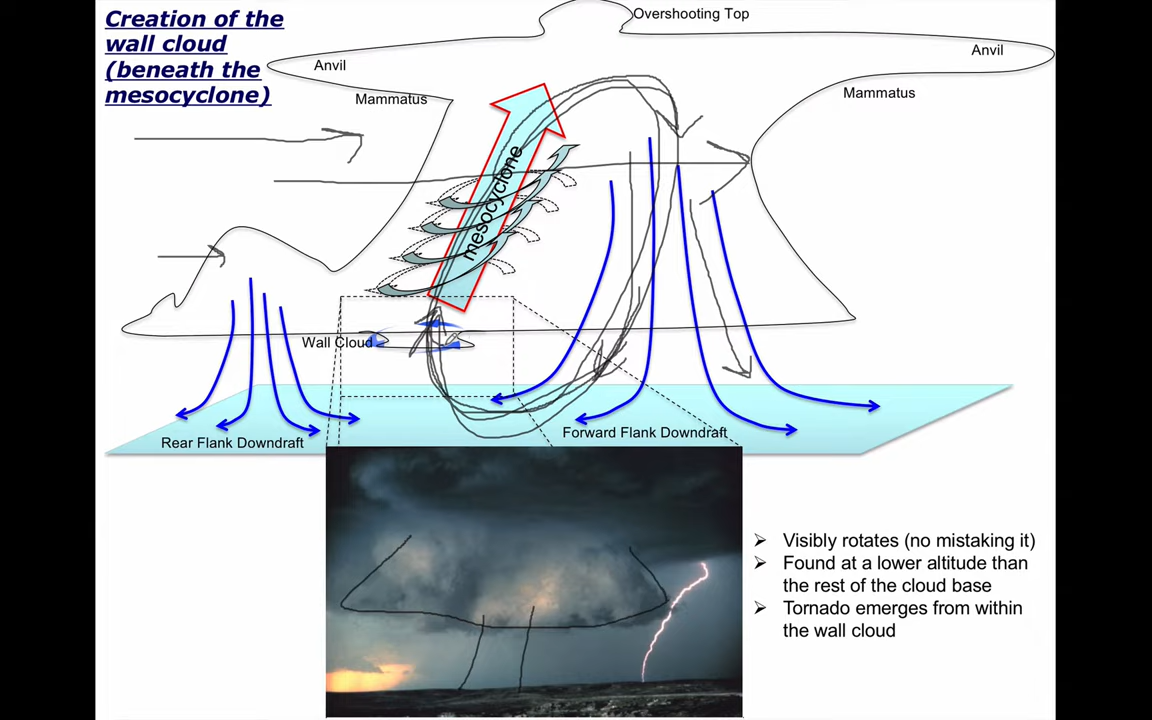 Creation of the
wall cloud
(beneath the
mesocyclone)
Overshooting Top
Anvil
Anvil
Mammatus
Mammatus
mesocyclone
Wall Cloud
Rear Flank Downdraft
Forward Flank Downdraft
➢ Visibly rotates (no mistaking it)
➢ Found at a lower altitude than
the rest of the cloud base
➢ Tornado emerges from within
the wall cloud